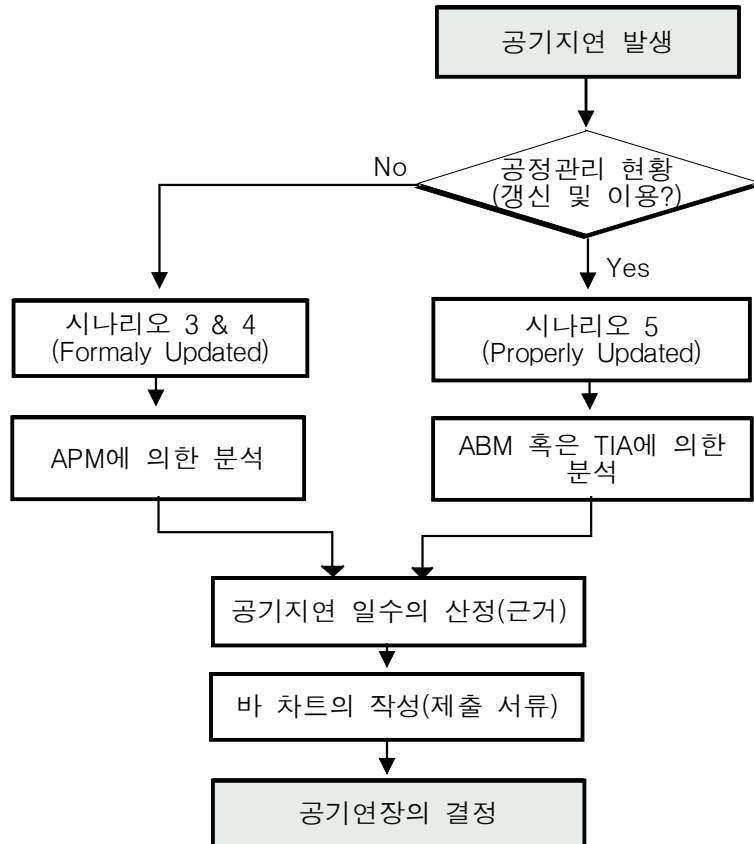 공기지연 발생
공정관리 현황
(갱신 및 이용?)
No
Yes
시나리오 3 & 4
(Formaly Updated)
시나리오 5
(Properly Updated)
APM에 의한 분석
ABM 혹은 TIA에 의한
분석
공기지연 일수의 산정(근거)
바 차트의 작성(제출 서류)
공기연장의 결정